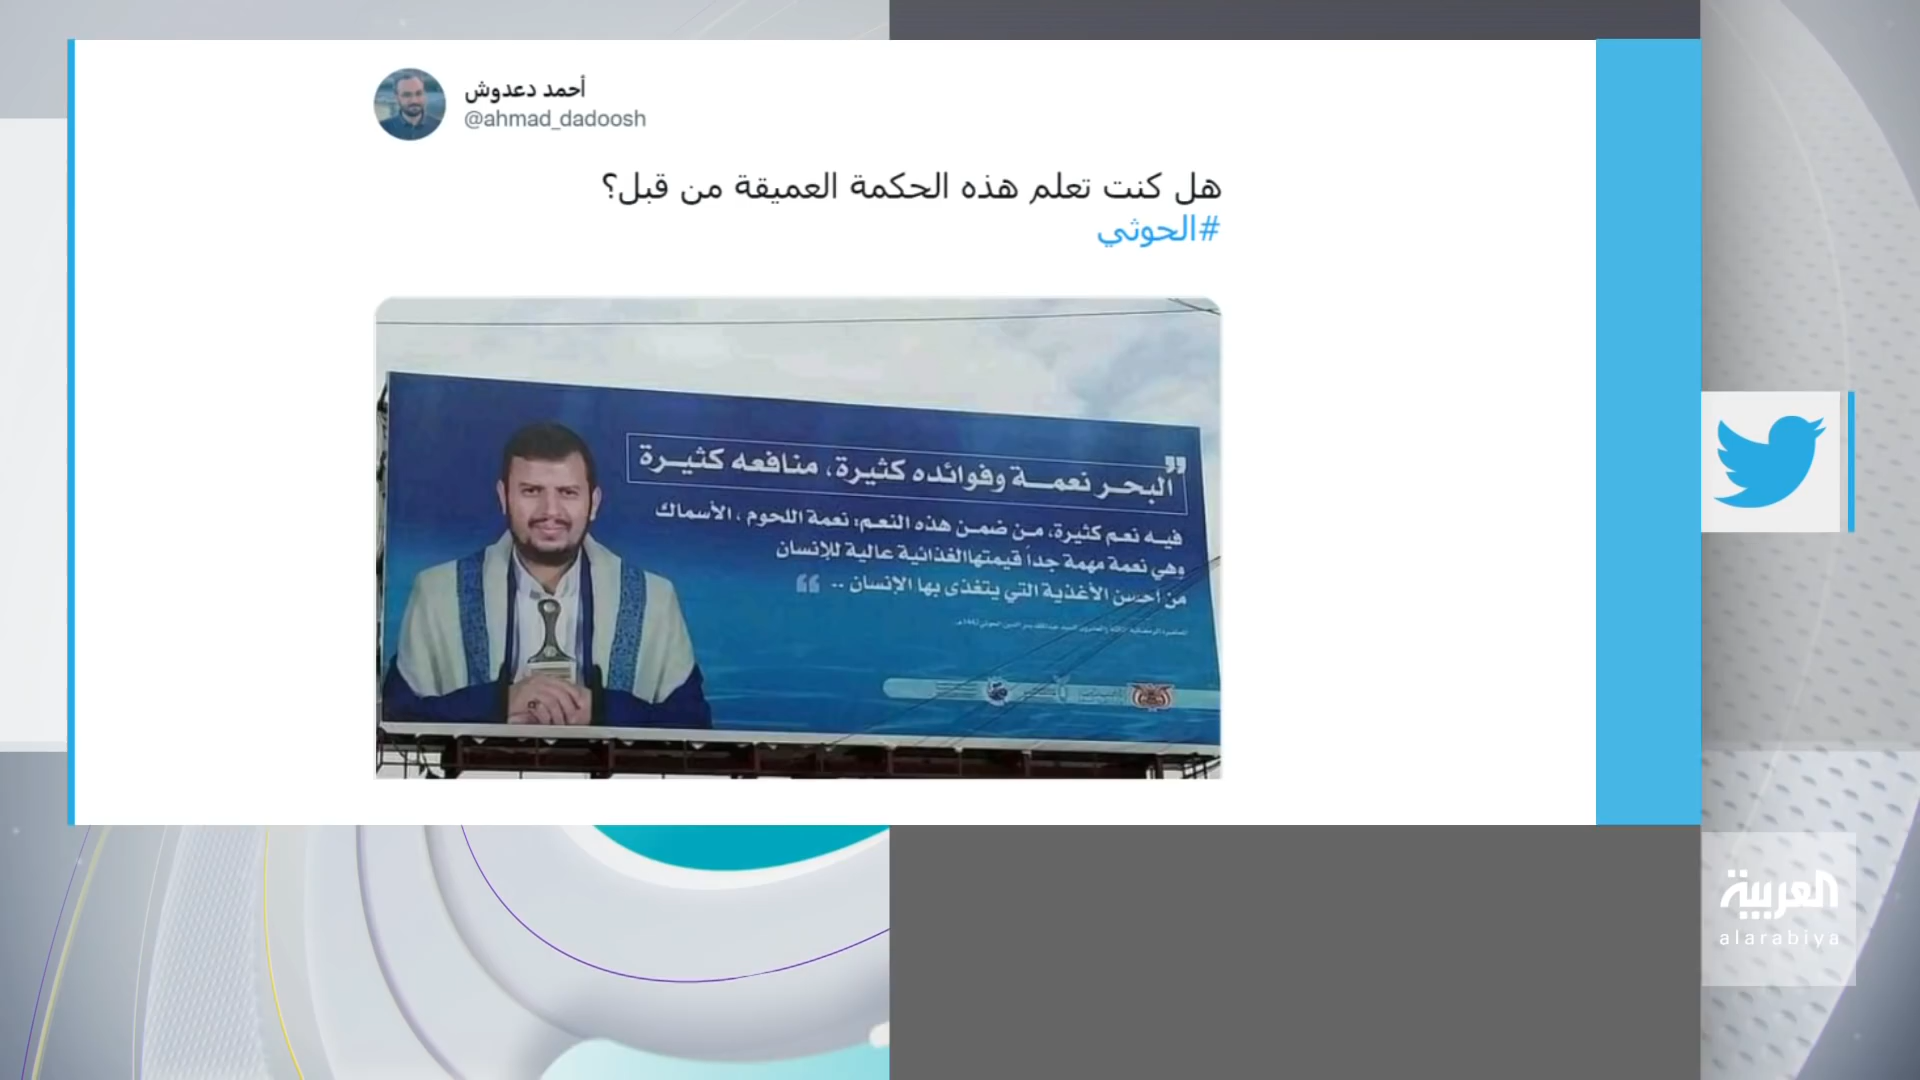 أحمد دعدوش
@ahmad_dadoosh
هل كنت تعلم هذه الحكمة العميقة من قبل؟
#الحوثي
البحر نعمة وفوائده كثيرة، منافعه كثيرة
فيه نعم كثيرة، من ضمن هذه النعم: نعمة اللحوم، الأسماك
وهي نعمة مهمة جداً قيمتها الغذائية عالية للإنسان
من أحسن الأغذية التي يتغذى بها الإنسان ..
العربية
alarabiya